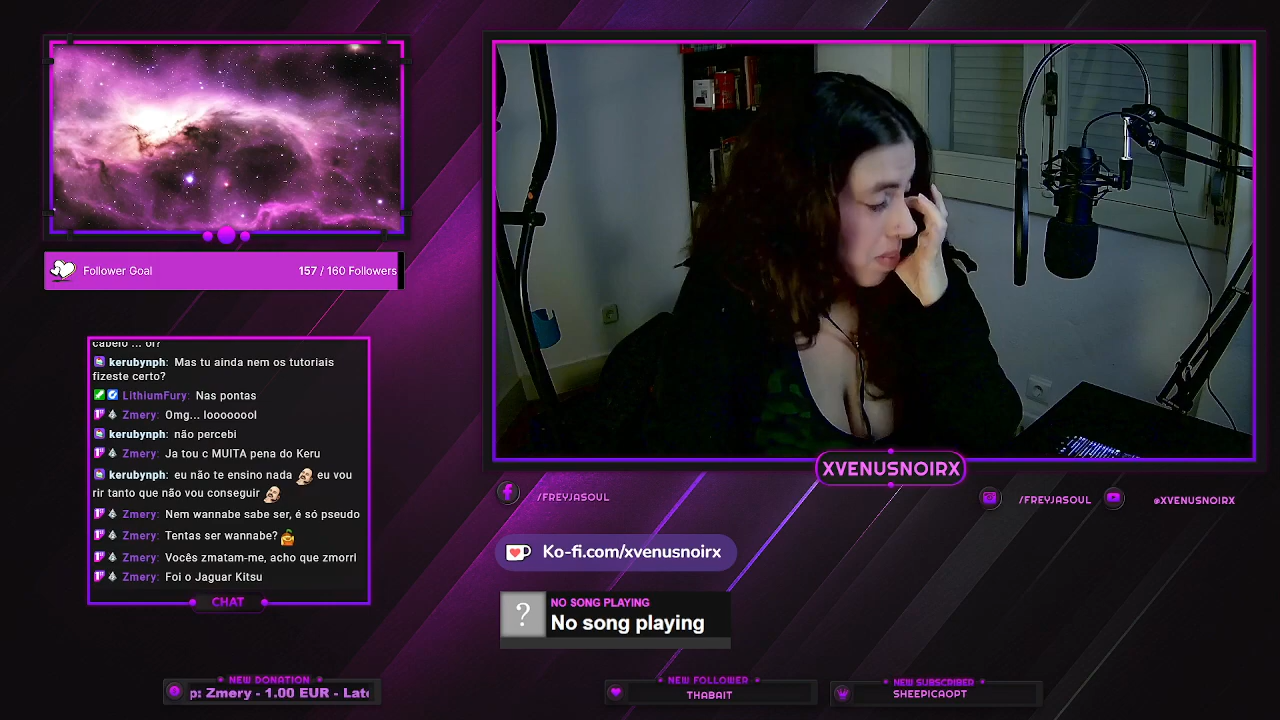 Follower Goal 157 / 160 Followers
cabelo ... or?
kerubynph: Mas tu ainda nem os tutoriais
fizeste certo?
LithiumFury: Nas pontas
Zmery: Omg... looooool
kerubynph: não percebi
Zmery: Ja tou c MUITA pena do Keru
kerubynph: eu não te ensino nada eu vou
rir tanto que não vou conseguir
Zmery: Nem wannabe sabe ser, é só pseudo
Zmery: Tentas ser wannabe?
Zmery: Vocês zmatam-me, acho que zmorri
Zmery: Foi o Jaguar Kitsu
CHAT
XVENUSNOIRX
/FREYJASOUL
/FREYJASOUL
@XVENUSNOIRX
Ko-fi.com/xvenusnoirx
?
NO SONG PLAYING
No song playing
NEW DONATION
p: Zmery - 1.00 EUR - Late
NEW FOLLOWER
THABAIT
NEW SUBSCRIBED
SHEEPICAOPT